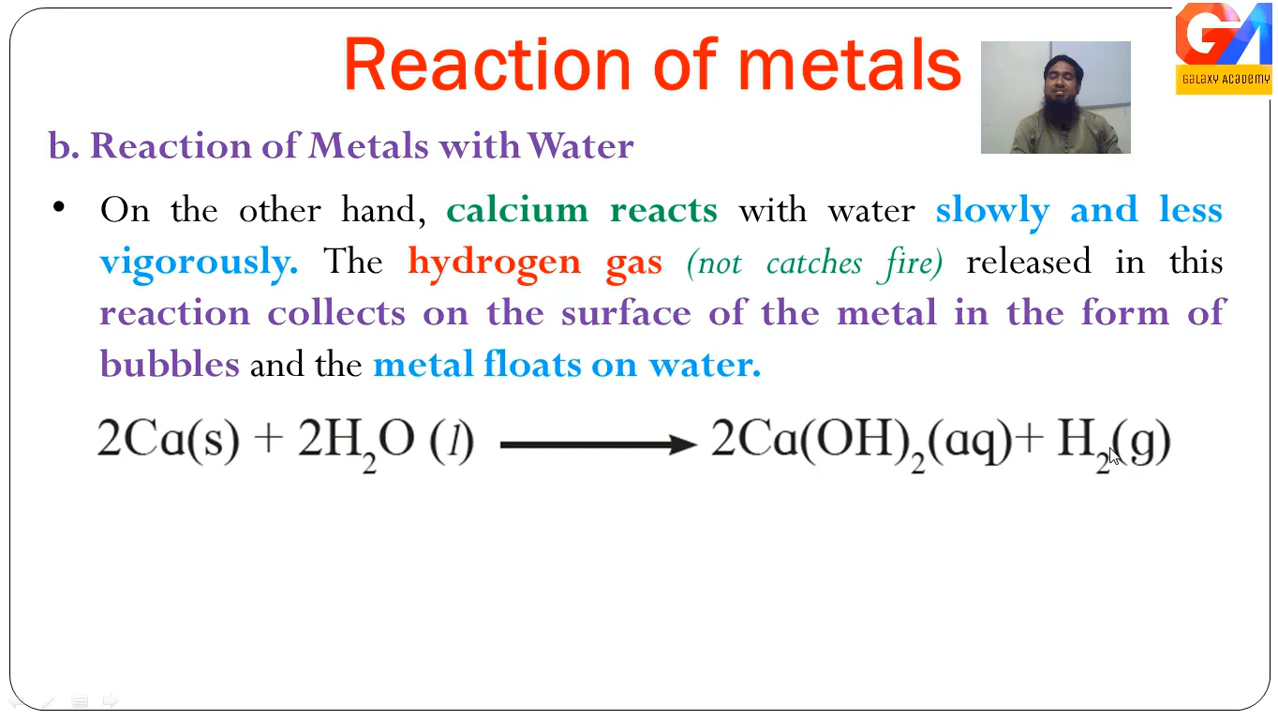 Reaction of metals
GA
GALAXY ACADEMY
b. Reaction of Metals with Water
• On the other hand, calcium reacts with water slowly and less
vigorously. The hydrogen gas (not catches fire) released in this
reaction collects on the surface of the metal in the form of
bubbles and the metal floats on water.
2Ca(s) + 2H₂O (l) ⟶ 2Ca(OH)₂(aq)+ H₂(g)